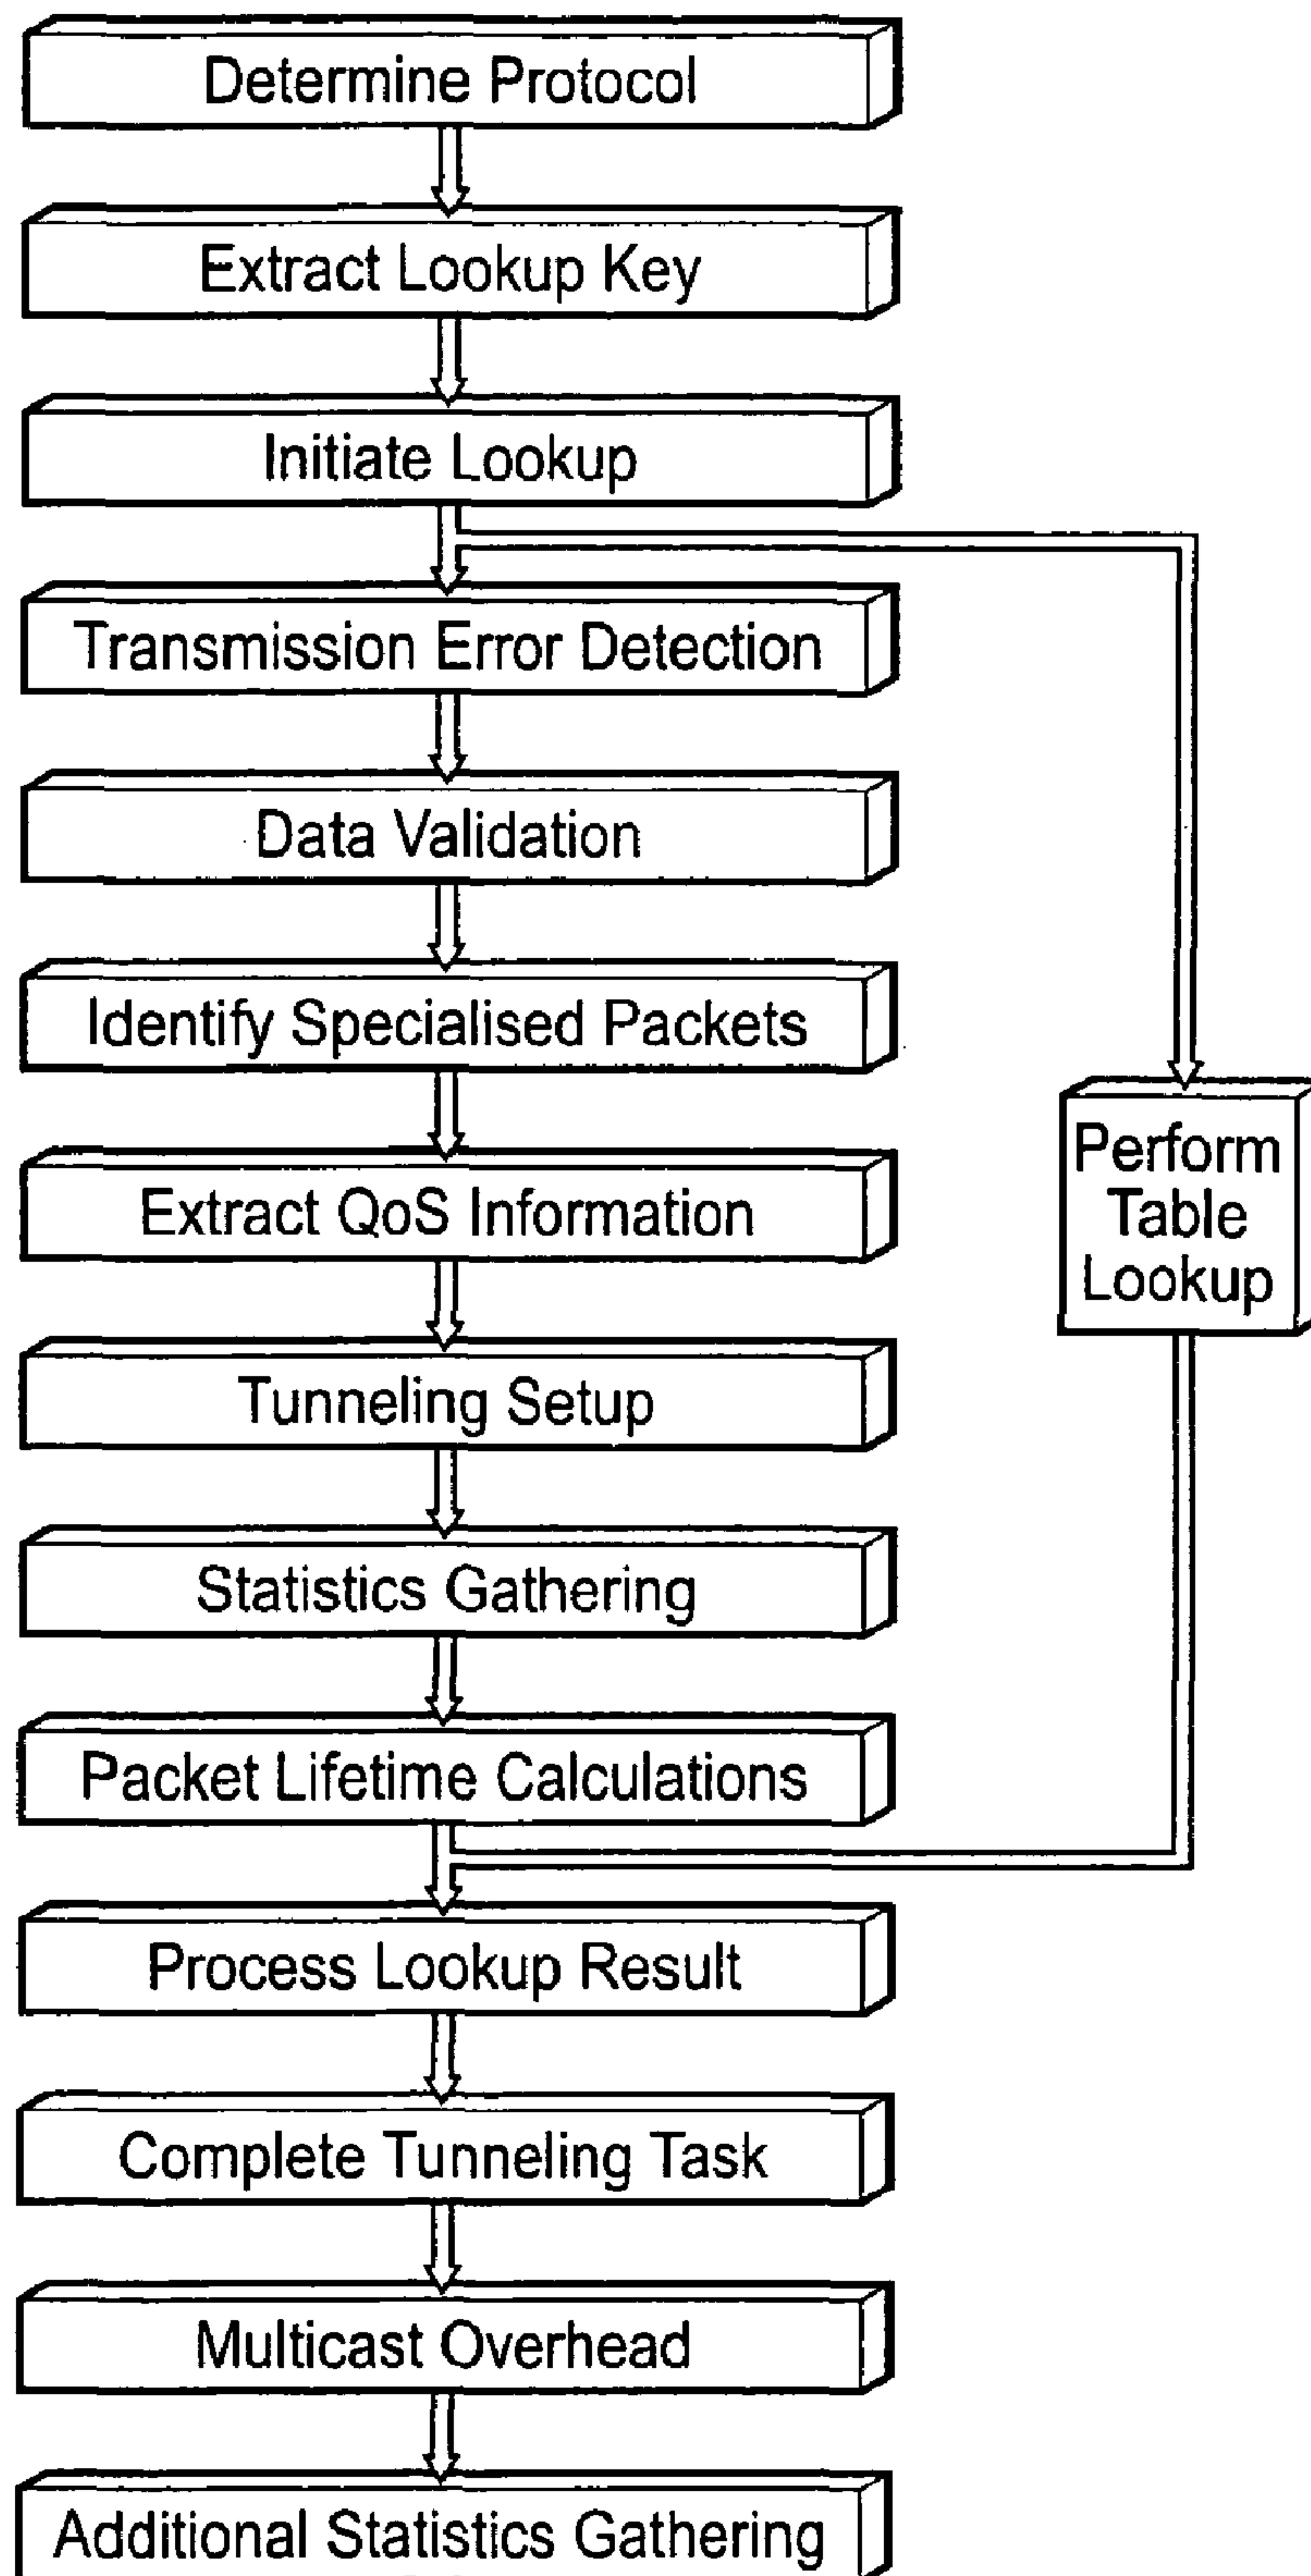 Determine Protocol
Extract Lookup Key
Initiate Lookup
Transmission Error Detection
Data Validation
Identify Specialised Packets
Extract QoS Information
Tunneling Setup
Statistics Gathering
Packet Lifetime Calculations
Perform
Table
Lookup
Process Lookup Result
Complete Tunneling Task
Multicast Overhead
Additional Statistics Gathering